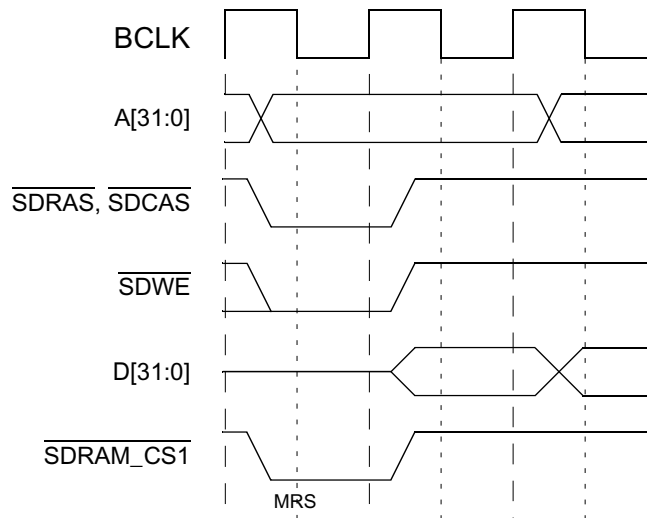 BCLK
A[31:0]
SDRAS, SDCAS
SDWE
D[31:0]
SDRAM_CS1
MRS